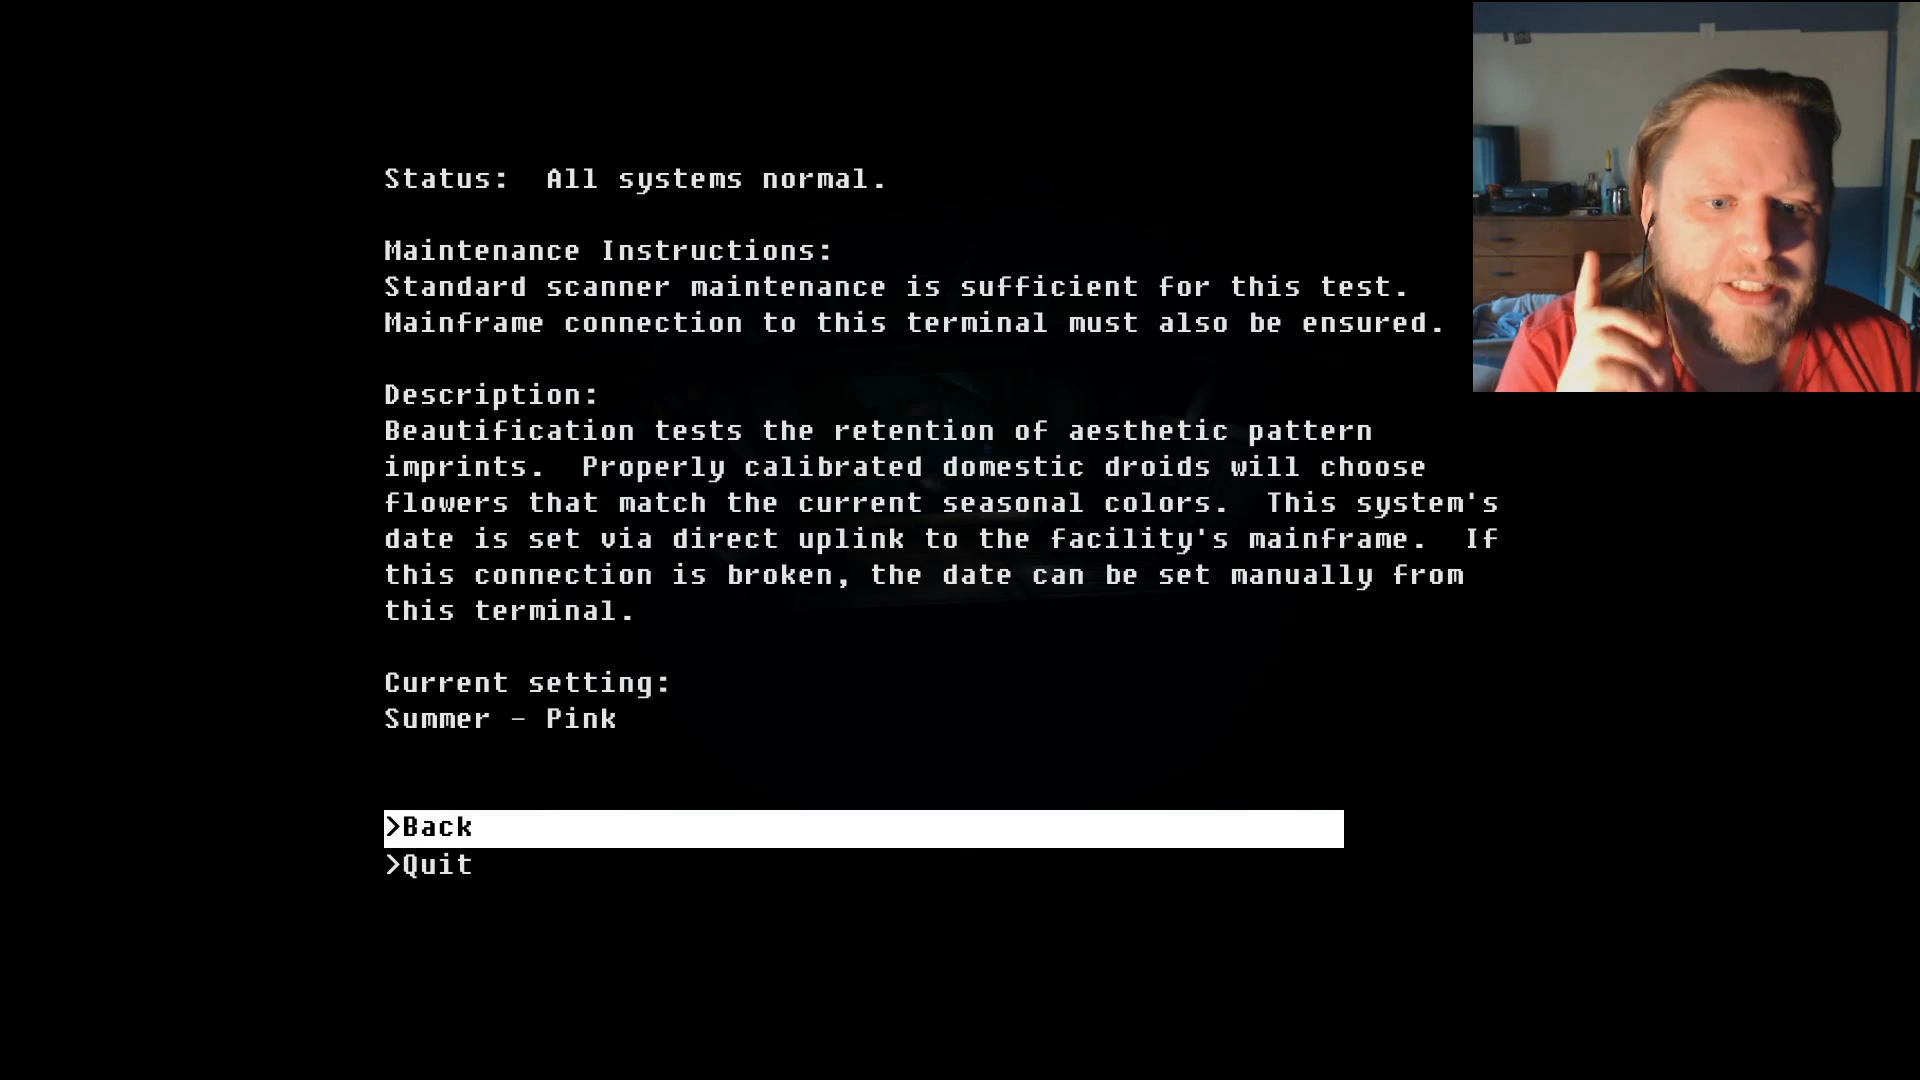 Status:  All systems normal.
Maintenance Instructions:
Standard scanner maintenance is sufficient for this test.
Mainframe connection to this terminal must also be ensured.
Description:
Beautification tests the retention of aesthetic pattern
imprints.  Properly calibrated domestic droids will choose
flowers that match the current seasonal colors.  This system's
date is set via direct uplink to the facility's mainframe.  If
this connection is broken, the date can be set manually from
this terminal.
Current setting:
Summer - Pink
>Back
>Quit